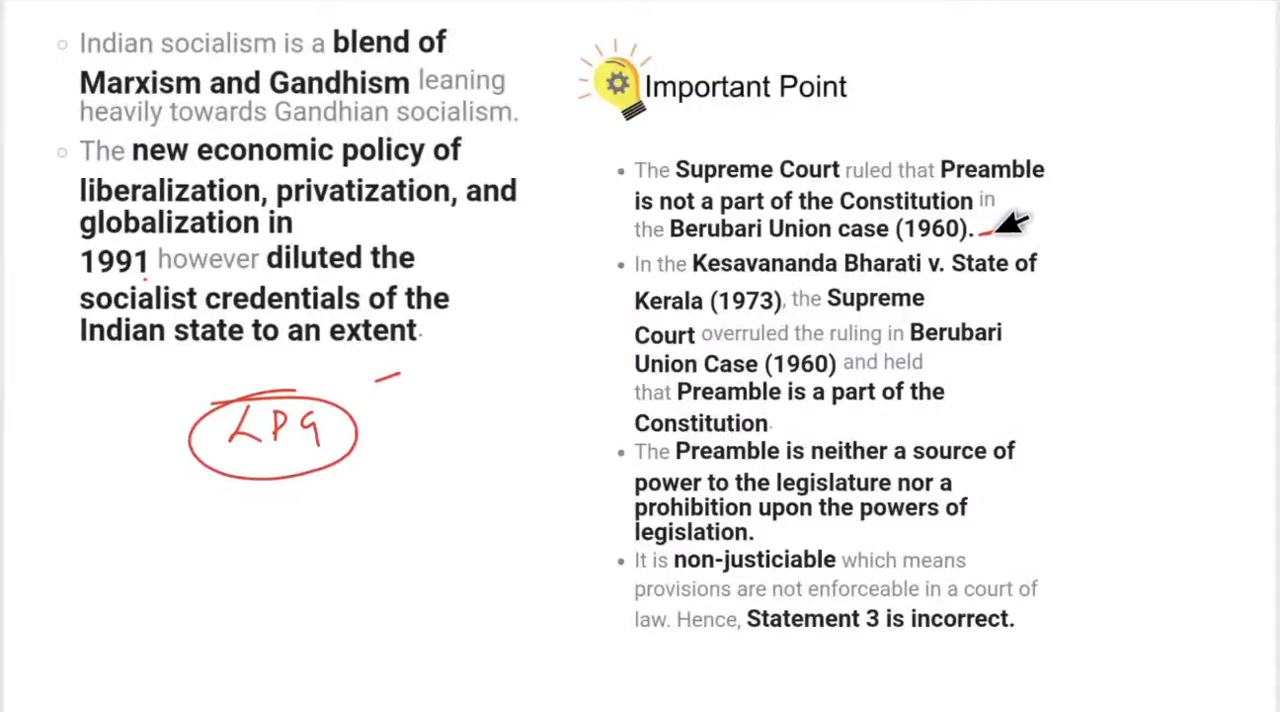 Indian socialism is a blend of
Marxism and Gandhism leaning
heavily towards Gandhian socialism.
The new economic policy of
liberalization, privatization, and
globalization in
1991 however diluted the
socialist credentials of the
Indian state to an extent.
LPG
Important Point
The Supreme Court ruled that Preamble
is not a part of the Constitution in
the Berubari Union case (1960).
In the Kesavananda Bharati v. State of
Kerala (1973), the Supreme
Court overruled the ruling in Berubari
Union Case (1960) and held
that Preamble is a part of the
Constitution.
The Preamble is neither a source of
power to the legislature nor a
prohibition upon the powers of
legislation.
It is non-justiciable which means
provisions are not enforceable in a court of
law. Hence, Statement 3 is incorrect.